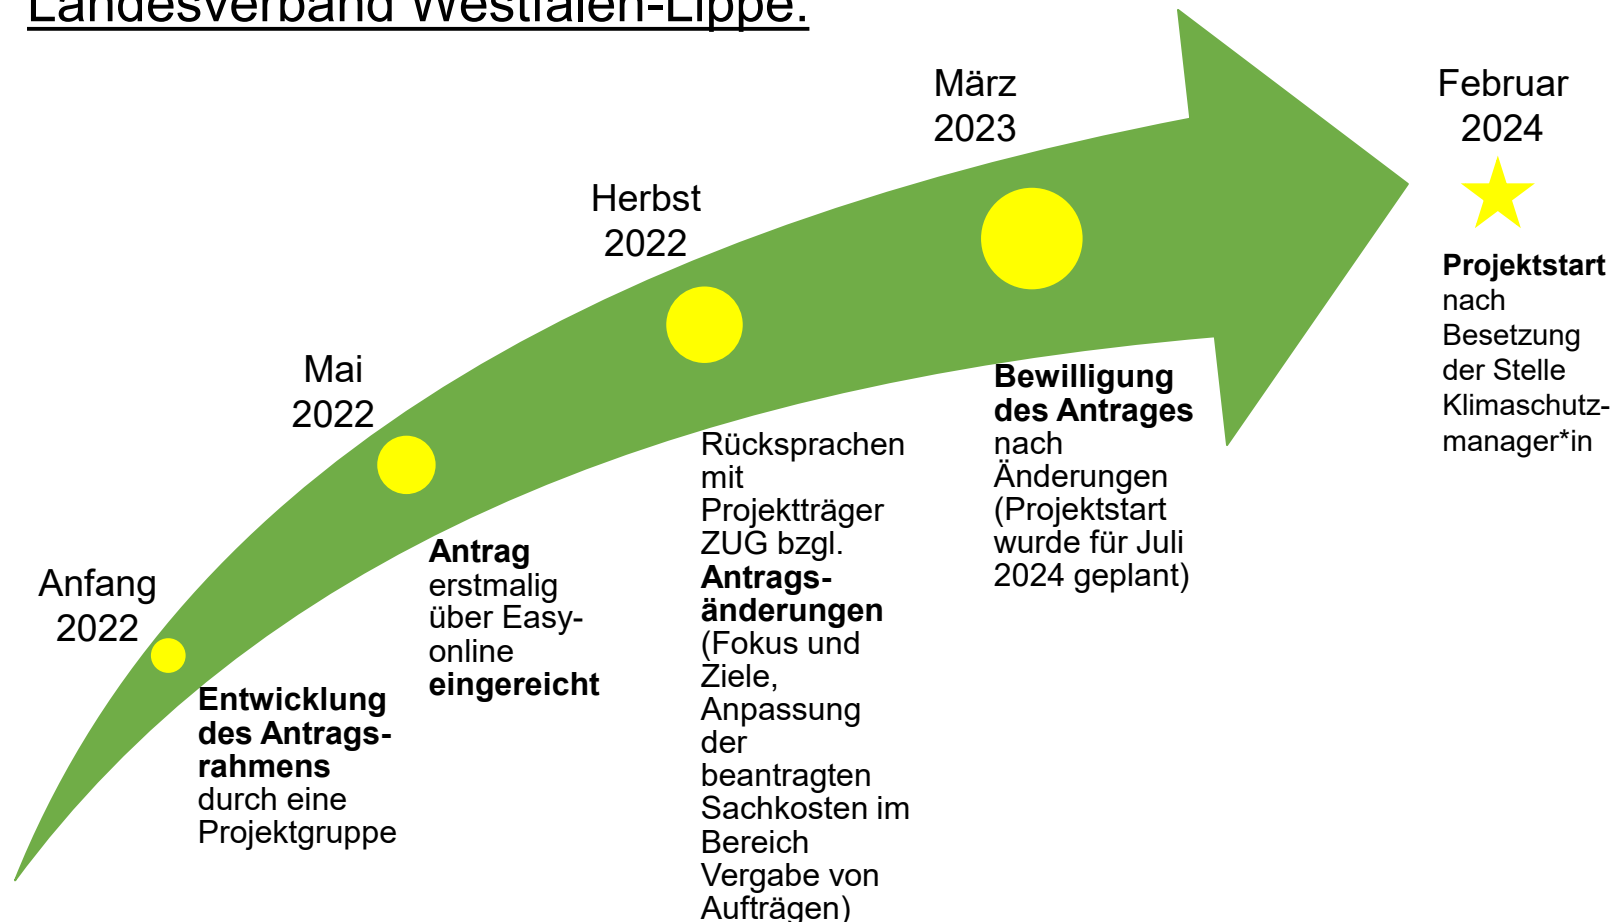 Landesverband Westfalen-Lippe:
Anfang
2022
Entwicklung
des Antrags-
rahmens
durch eine
Projektgruppe
Mai
2022
Antrag
erstmalig
über Easy-
online
eingereicht
Herbst
2022
Rücksprachen
mit
Projektträger
ZUG bzgl.
Antrags-
änderungen
(Fokus und
Ziele,
Anpassung
der
beantragten
Sachkosten im
Bereich
Vergabe von
Aufträgen)
März
2023
Bewilligung
des Antrages
nach
Änderungen
(Projektstart
wurde für Juli
2024 geplant)
Februar
2024
Projektstart
nach
Besetzung
der Stelle
Klimaschutz-
manager*in